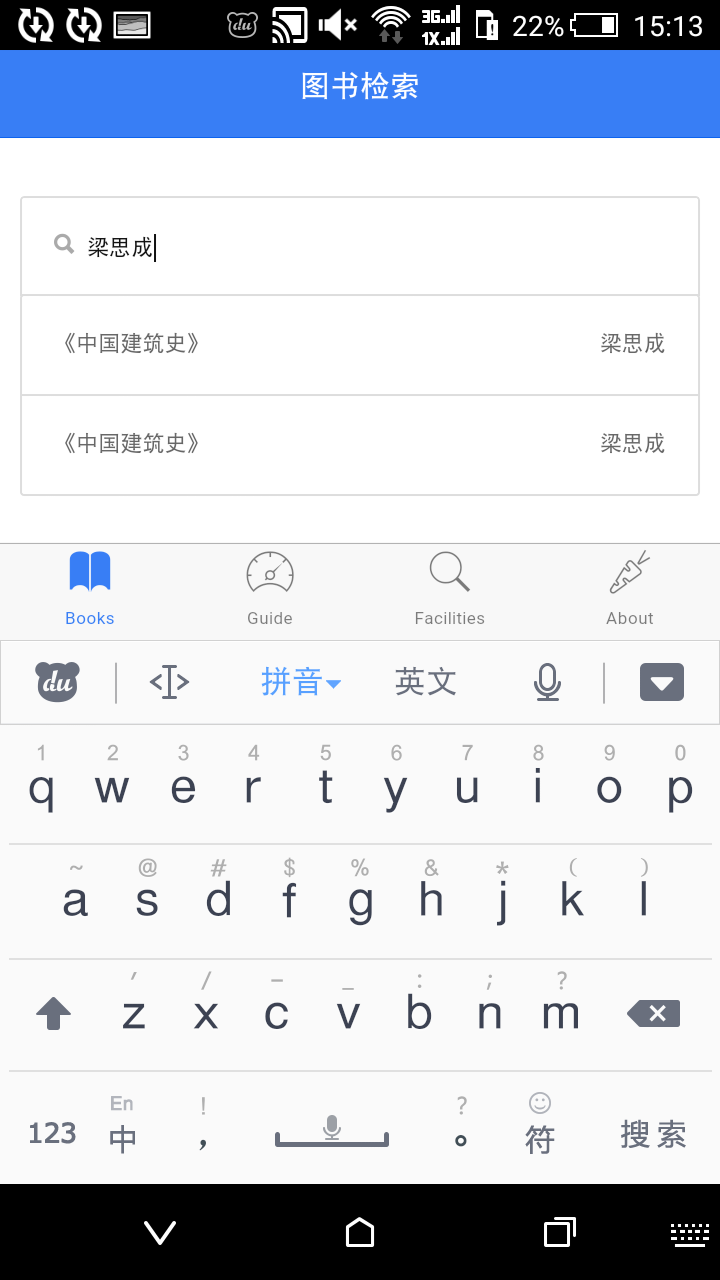 du 3G 1X 22% 15:13
图书检索
梁思成
《中国建筑史》 梁思成
《中国建筑史》 梁思成
Books Guide Facilities About
du 拼音 英文
1 2 3 4 5 6 7 8 9 0
q w e r t y u i o p
~ @ # $ % & * ( )
a s d f g h j k l
′ / – _ : ; ?
z x c v b n m
En ! ?
123 中 , 。 符 搜索